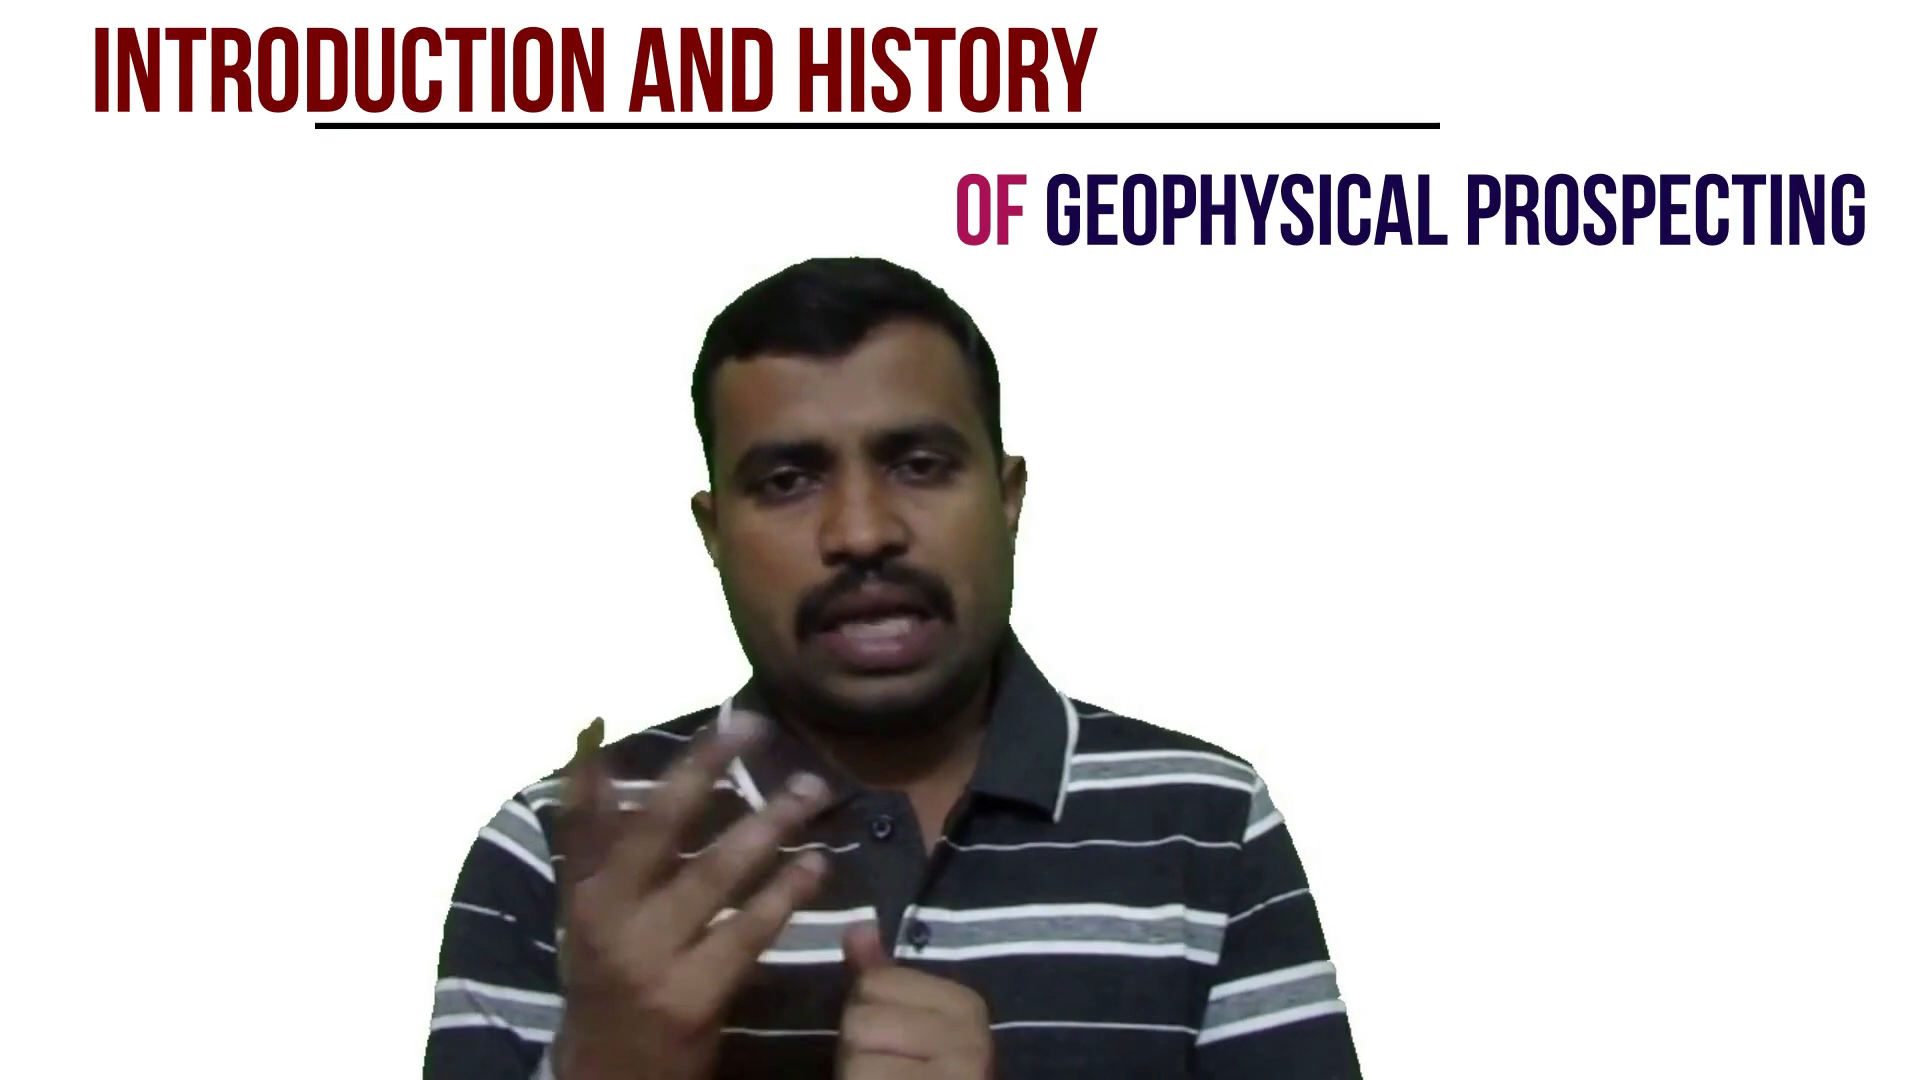 INTRODUCTION AND HISTORY
OF GEOPHYSICAL PROSPECTING